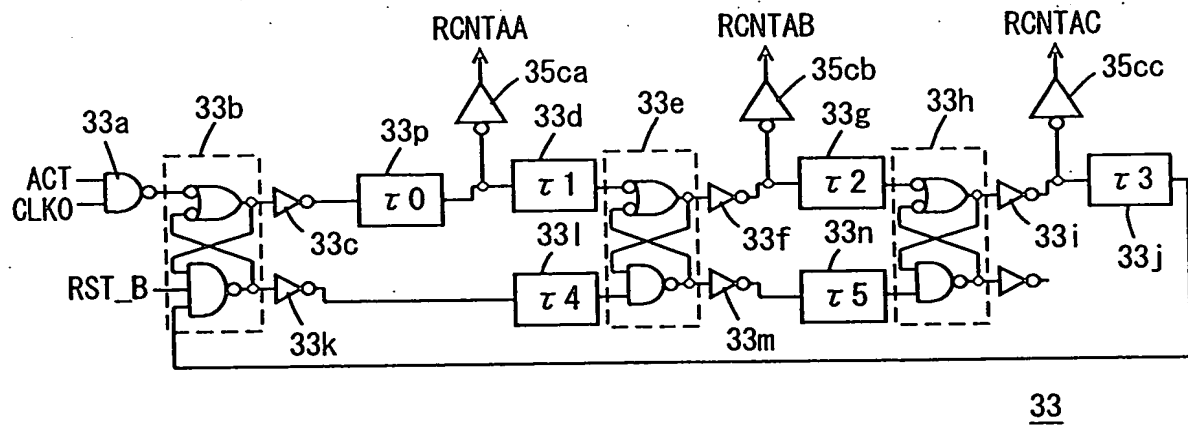 RCNTAA
RCNTAB
RCNTAC
35ca
35cb
35cc
33a
33b
33p
33d
33e
33g
33h
ACT
CLK0
τ0
τ1
τ2
τ3
33c
33l
33f
33n
33i
33j
RST_B
τ4
τ5
33k
33m
33